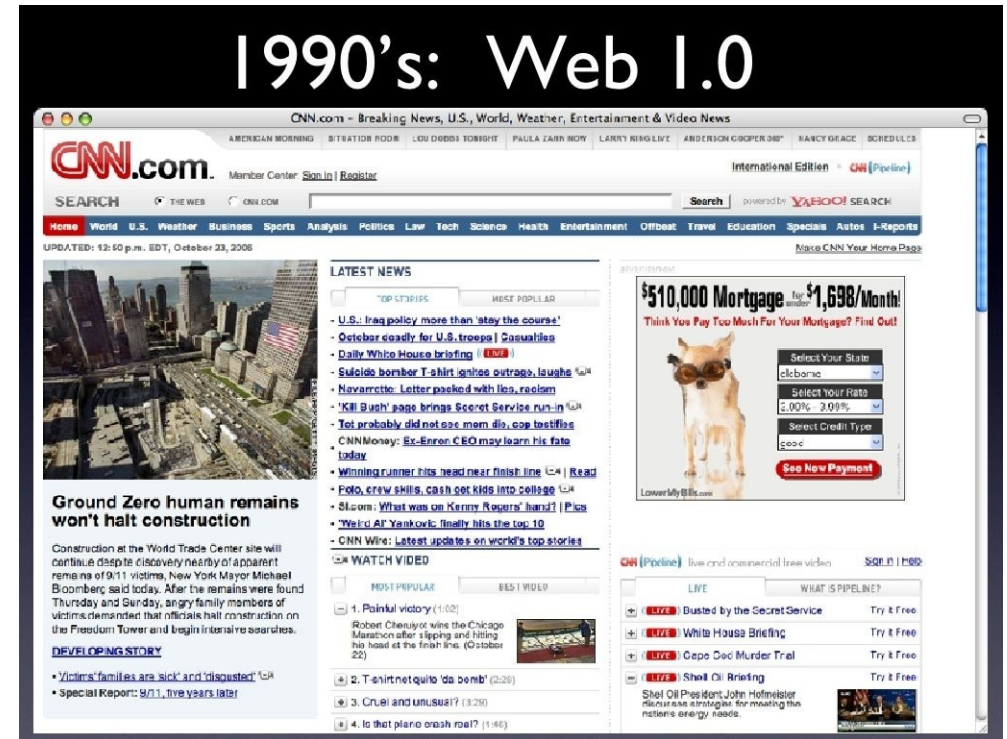 1990's: Web 1.0
CNN.com - Breaking News, U.S., World, Weather, Entertainment & Video News
AMERICAN MORNING SITUATION ROOM LOU DOBBS TONIGHT PAULA ZAHN NOW LARRY KING LIVE ANDERSON COOPER 360° NANCY GRACE SCHEDULES
CNN.com
Member Center: Sign In | Register
International Edition CNN (Pipeline)
SEARCH THE WEB CNN.COM Search powered by YAHOO! SEARCH
Home World U.S. Weather Business Sports Analysis Politics Law Tech Science Health Entertainment Offbeat Travel Education Specials Autos I-Reports
UPDATED: 12:50 p.m. EDT, October 23, 2006
Make CNN Your Home Page
Ground Zero human remains
won't halt construction
Construction at the World Trade Center site will
continue despite discovery nearby of apparent
remains of 9/11 victims, New York Mayor Michael
Bloomberg said today. After the remains were found
Thursday and Sunday, angry family members of
victims demanded that officials halt construction on
the Freedom Tower and begin intensive searches.
DEVELOPING STORY
• Victims' families are 'sick' and 'disgusted'
• Special Report: 9/11, five years later
LATEST NEWS
TOP STORIES MOST POPULAR
• U.S.: Iraq policy more than 'stay the course'
• October deadly for U.S. troops | Casualties
• Daily White House briefing (LIVE)
• Suicide bomber T-shirt ignites outrage, laughs
• Navarrette: Letter packed with lies, racism
• 'Kill Bush' page brings Secret Service run-in
• Tot probably did not see mom die, cop testifies
• CNNMoney: Ex-Enron CEO may learn his fate
today
• Winning runner hits head near finish line | Read
• Polo, crew skills, cash get kids into college
• SI.com: What was on Kenny Rogers' hand? | Pics
• 'Weird Al' Yankovic finally hits the top 10
• CNN Wire: Latest updates on world's top stories
WATCH VIDEO
MOST POPULAR BEST VIDEO
1. Painful victory (1:02)
Robert Cheruiyot wins the Chicago
Marathon after slipping and hitting
his head at the finish line. (October
22)
2. T-shirt not quite 'da bomb' (2:29)
3. Cruel and unusual? (3:29)
4. Is that plane crash real? (1:46)
advertisement
$510,000 Mortgage for under $1,698/Month!
Think You Pay Too Much For Your Mortgage? Find Out!
Select Your State
Select Your Rate
Select Credit Type
good
See New Payment
LowerMyBills.com
CNN (Pipeline) live and commercial free video Sign In | Help
LIVE WHAT IS PIPELINE?
(LIVE) Busted by the Secret Service Try it Free
(LIVE) White House Briefing Try it Free
(LIVE) Cape Cod Murder Trial Try it Free
(LIVE) Shell Oil Briefing Try it Free
Shell Oil President John Hofmeister
discusses strategies for meeting the
nation's energy needs.